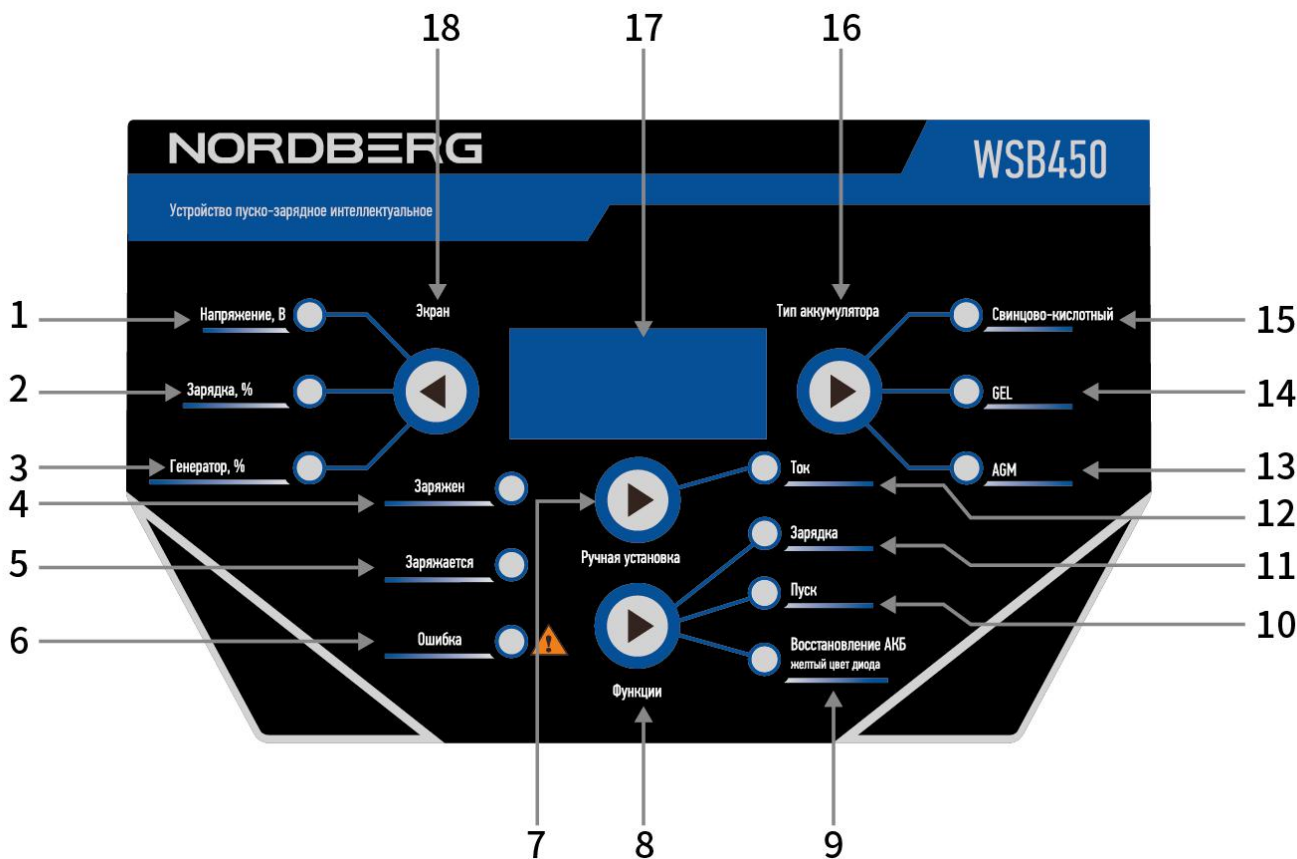 18 17 16
NORDBERG
WSB450
Устройство пуско-зарядное интеллектуальное
1 Напряжение, В
Экран
Тип аккумулятора
Свинцово-кислотный 15
2 Зарядка, %
GEL 14
3 Генератор, %
Ток
AGM 13
4 Заряжен
12
Ручная установка
Зарядка
11
5 Заряжается
Пуск
10
6 Ошибка
!
Восстановление АКБ
желтый цвет диода
Функции
7 8 9